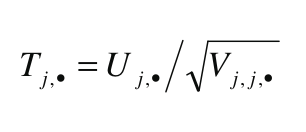 T_{j,●} = U_{j,●} / √V_{j,j,●}